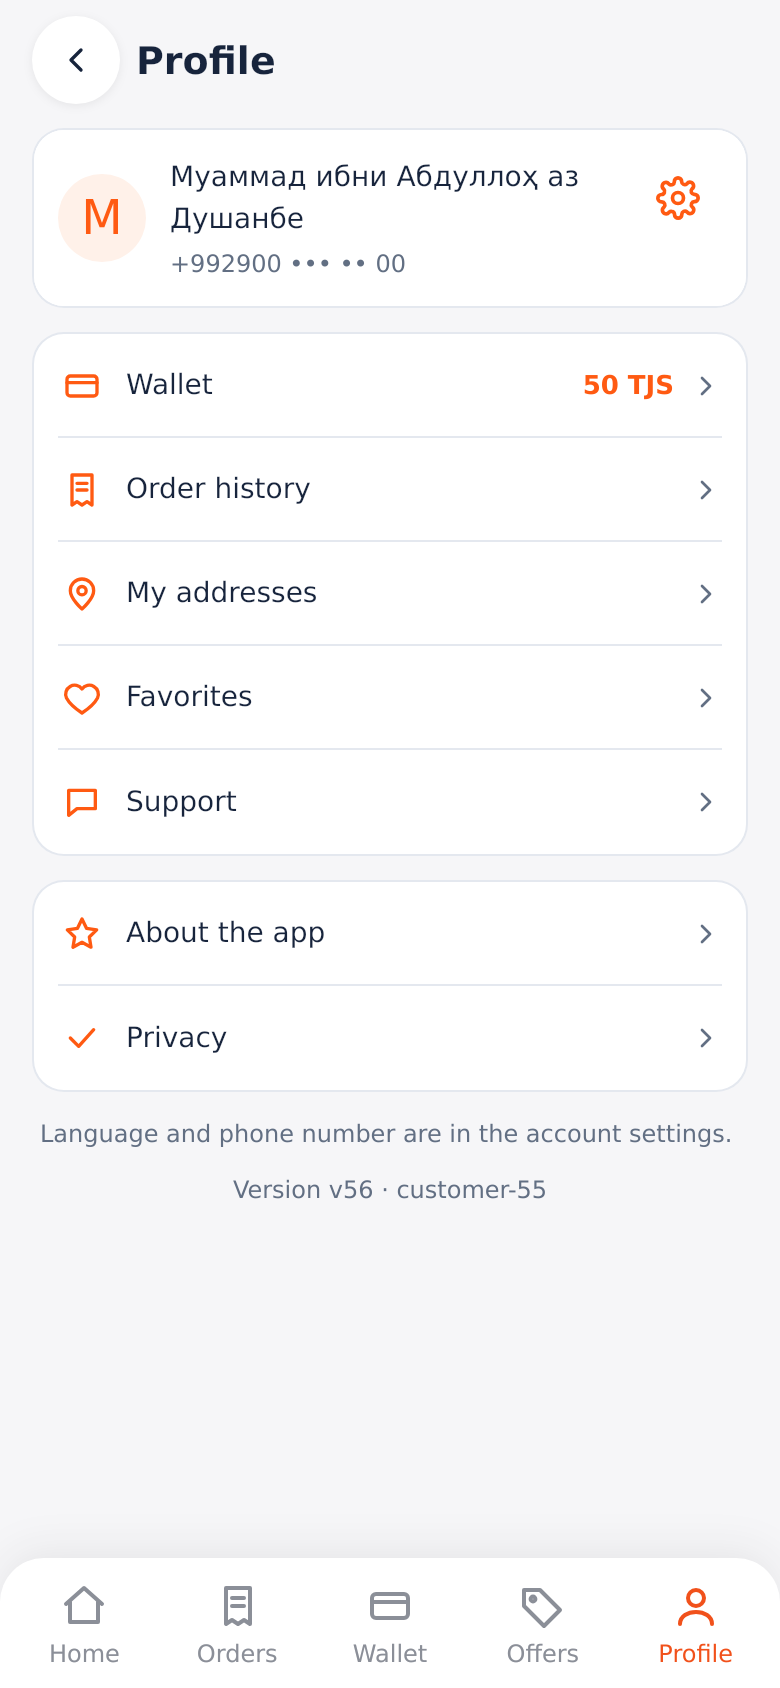 Profile
М
Муаммад ибни Абдуллоҳ аз
Душанбе
+992900 ••• •• 00
Wallet 50 TJS
Order history
My addresses
Favorites
Support
About the app
Privacy
Language and phone number are in the account settings.
Version v56 · customer-55
Home Orders Wallet Offers Profile